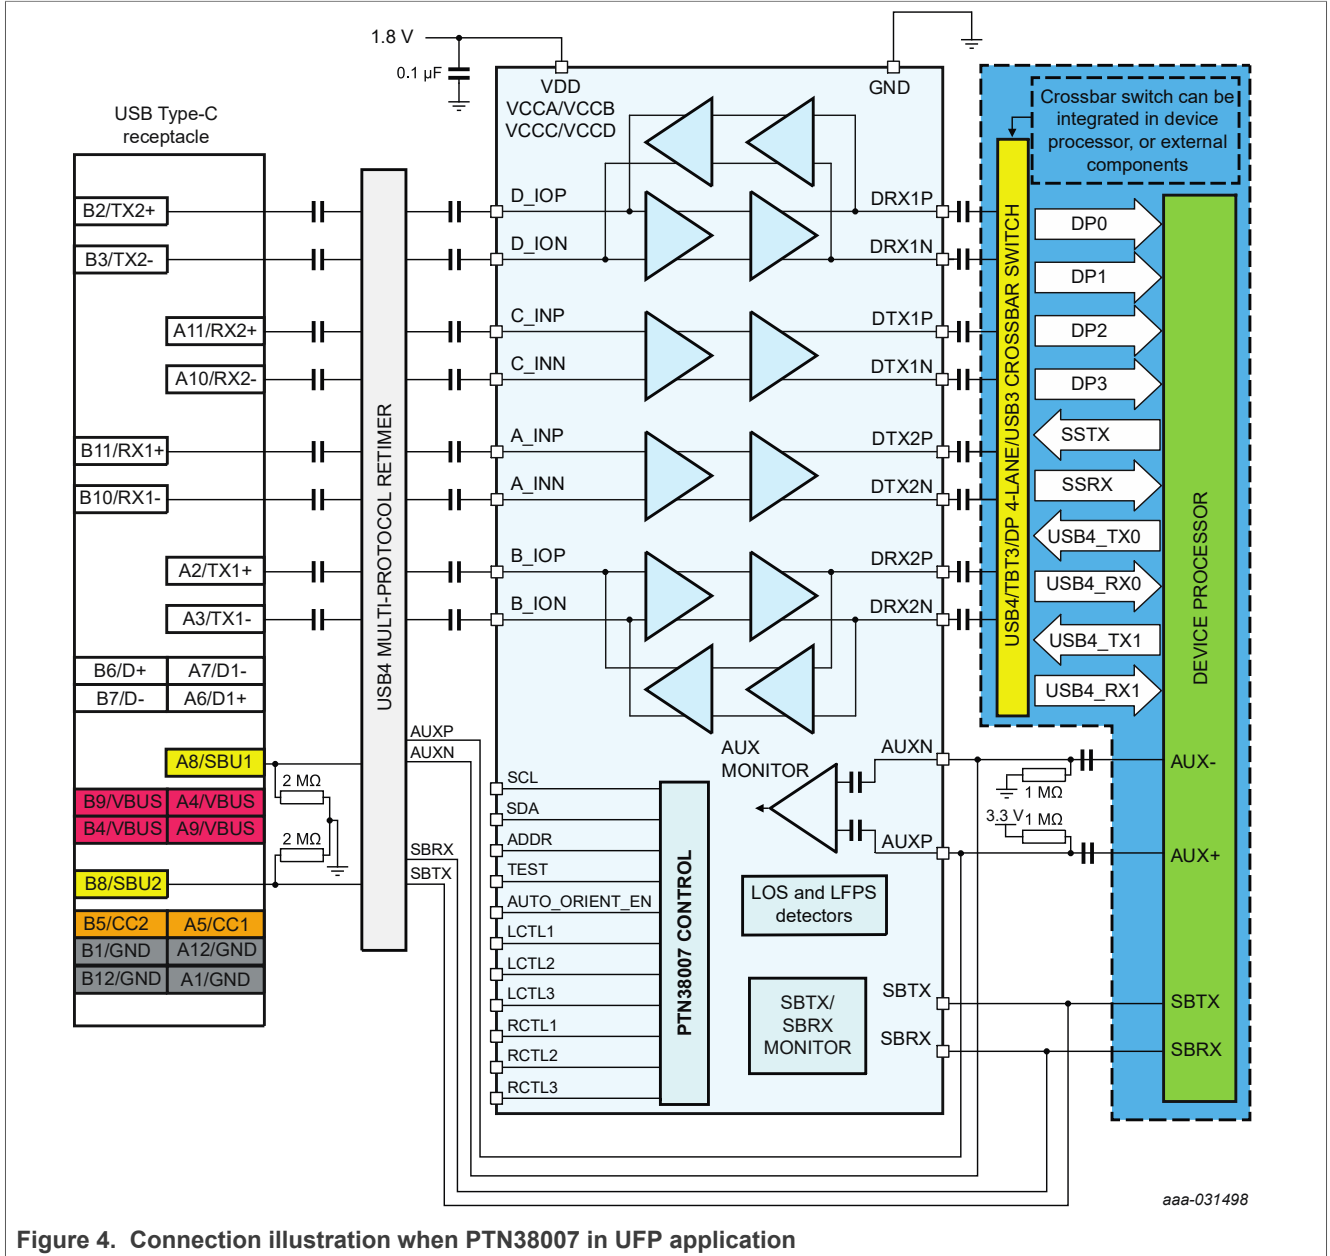 1.8 V
0.1 µF
VDD
VCCA/VCCB
VCCC/VCCD
GND
USB Type-C
receptacle
Crossbar switch can be
integrated in device
processor, or external
components
B2/TX2+
B3/TX2-
A11/RX2+
A10/RX2-
B11/RX1+
B10/RX1-
A2/TX1+
A3/TX1-
B6/D+
A7/D1-
B7/D-
A6/D1+
A8/SBU1
2 MΩ
B9/VBUS
A4/VBUS
B4/VBUS
A9/VBUS
2 MΩ
B8/SBU2
B5/CC2
A5/CC1
B1/GND
A12/GND
B12/GND
A1/GND
USB4 MULTI-PROTOCOL RETIMER
AUXP
AUXN
SBRX
SBTX
D_IOP
D_ION
C_INP
C_INN
A_INP
A_INN
B_IOP
B_ION
SCL
SDA
ADDR
TEST
AUTO_ORIENT_EN
LCTL1
LCTL2
LCTL3
RCTL1
RCTL2
RCTL3
PTN38007 CONTROL
AUX
MONITOR
LOS and LFPS
detectors
SBTX/
SBRX
MONITOR
DRX1P
DRX1N
DTX1P
DTX1N
DTX2P
DTX2N
DRX2P
DRX2N
AUXN
AUXP
SBTX
SBRX
USB4/TBT3/DP 4-LANE/USB3 CROSSBAR SWITCH
DP0
DP1
DP2
DP3
SSTX
SSRX
USB4_TX0
USB4_RX0
USB4_TX1
USB4_RX1
DEVICE PROCESSOR
1 MΩ
3.3 V
1 MΩ
AUX-
AUX+
SBTX
SBRX
aaa-031498
Figure 4. Connection illustration when PTN38007 in UFP application